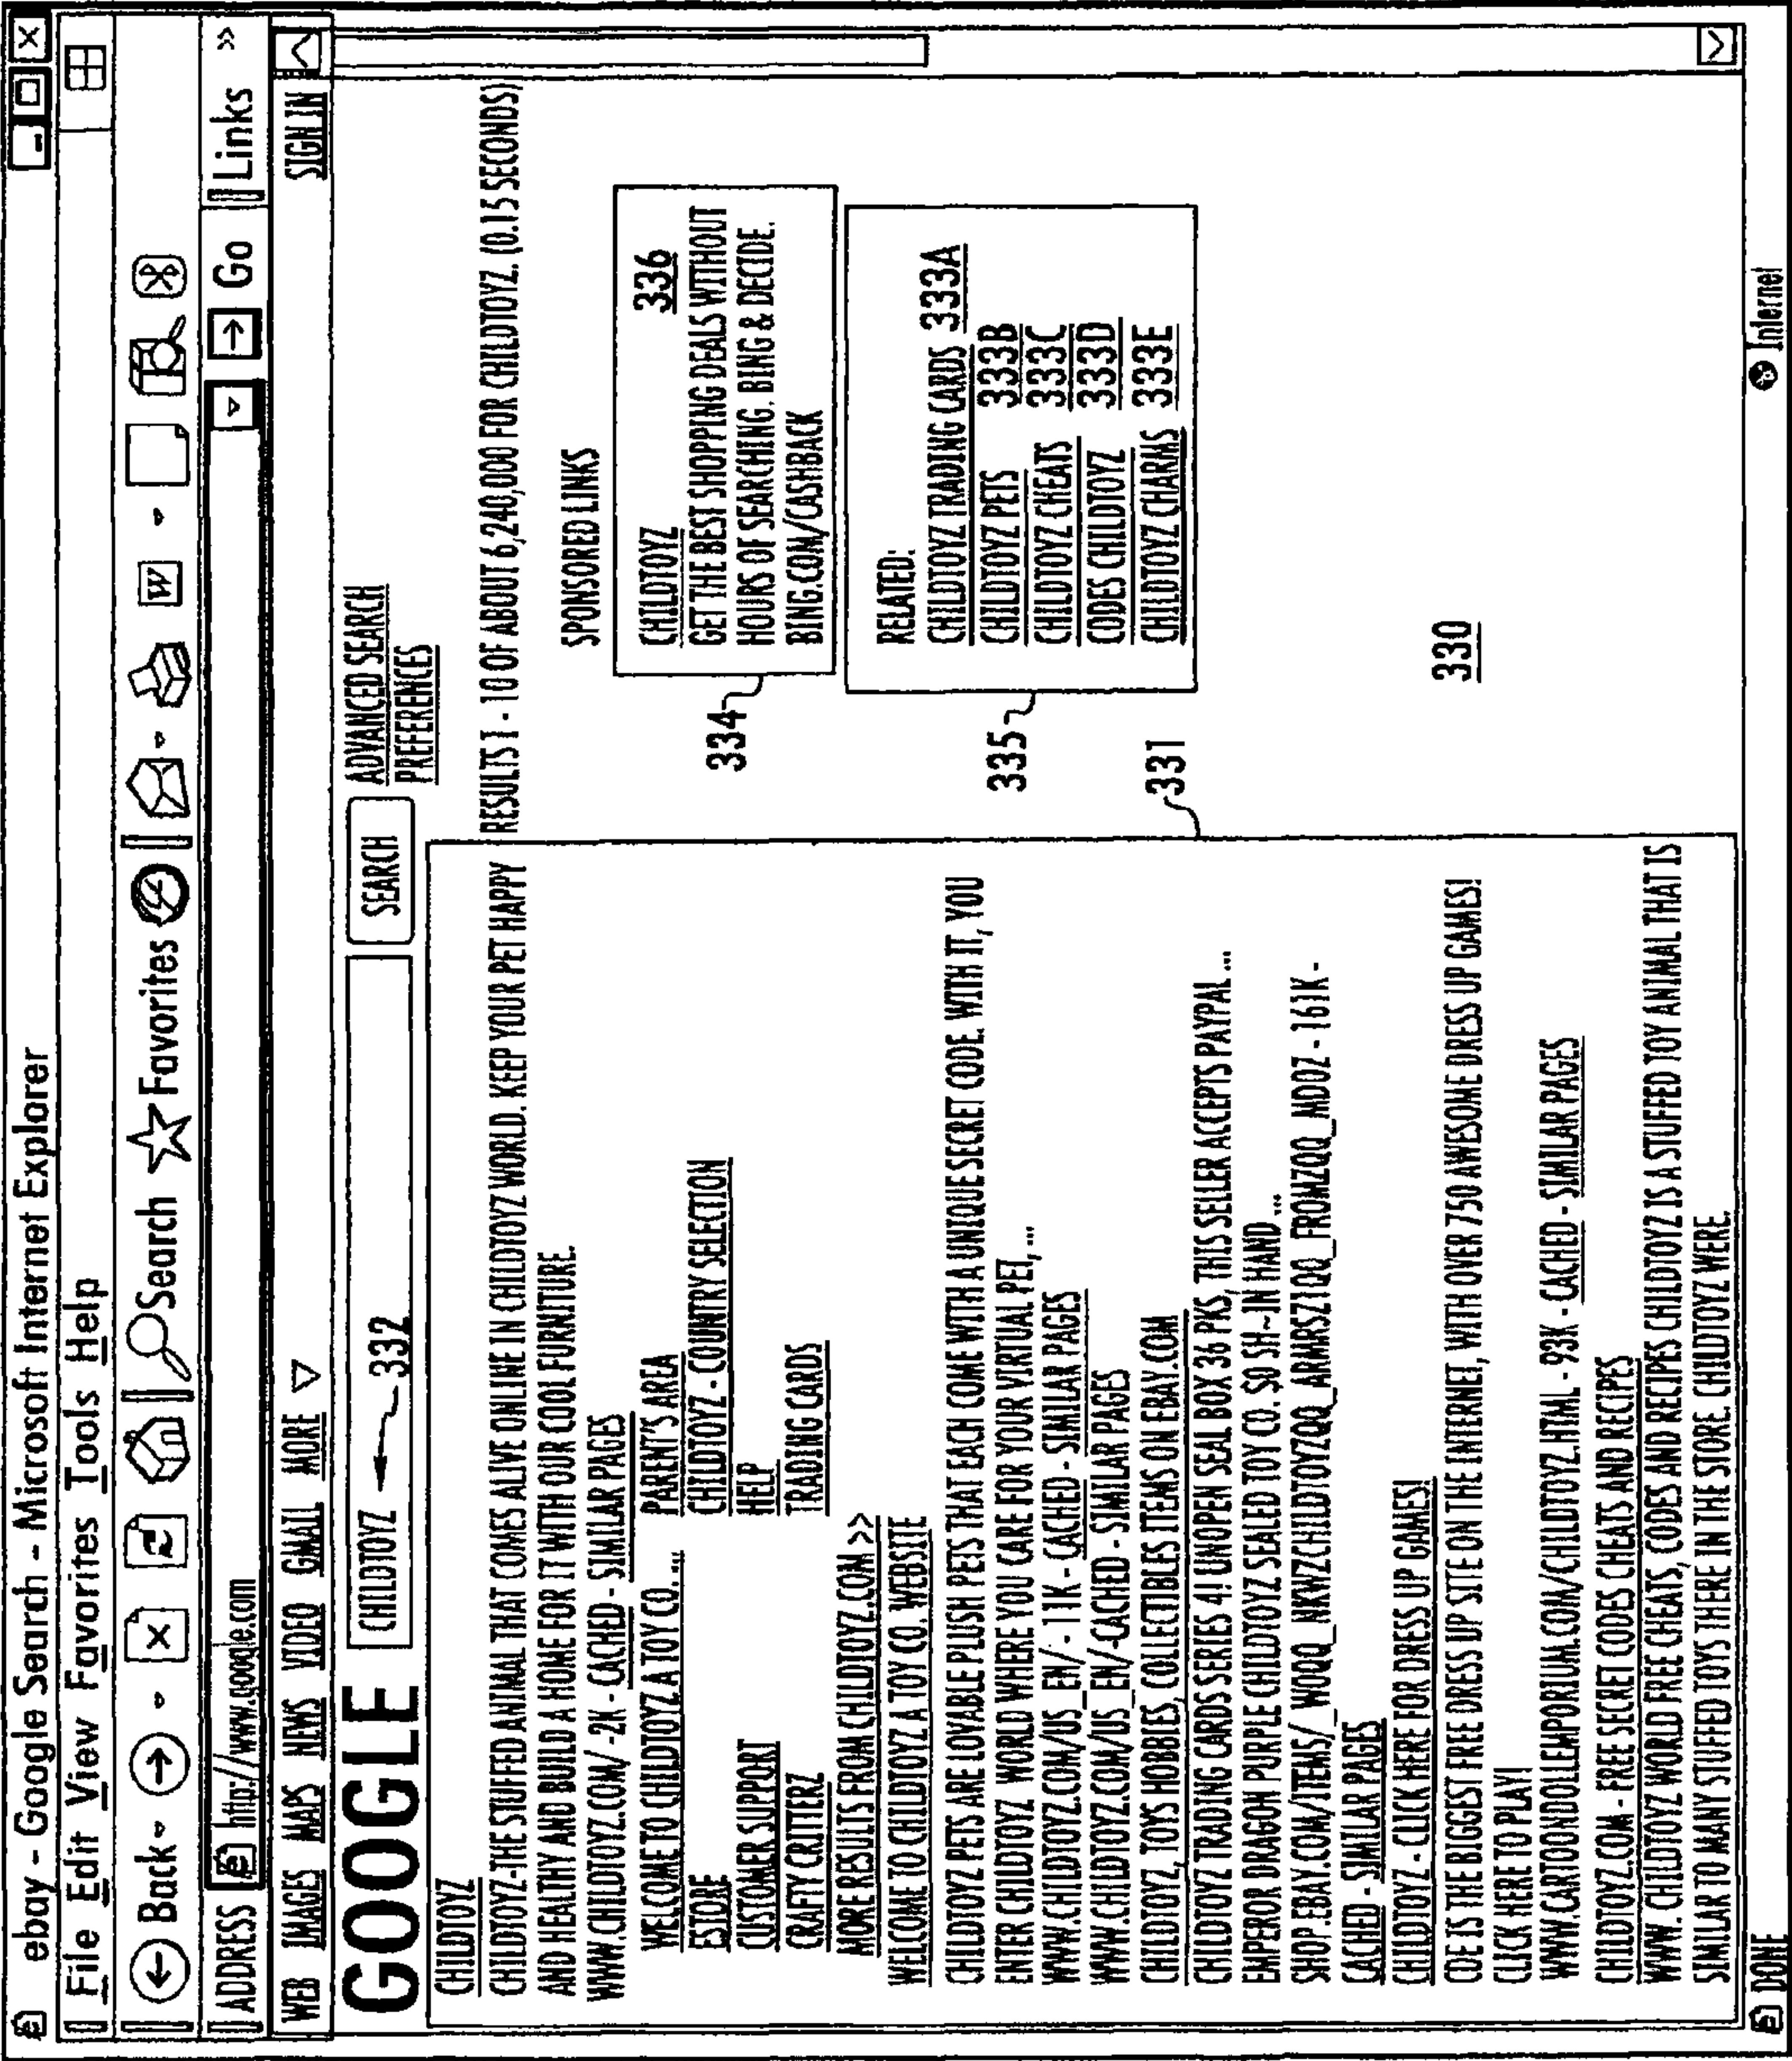 ebay - Google Search - Microsoft Internet Explorer
File Edit View Favorites Tools Help
Back Search Favorites W
ADDRESS http://www.google.com Go Links
WEB IMAGES MAPS NEWS VIDEO GMAIL MORE SIGN IN
GOOGLE CHILDTOYZ 332 SEARCH ADVANCED SEARCH
PREFERENCES
RESULTS 1 - 10 OF ABOUT 6,240,000 FOR CHILDTOYZ. (0.15 SECONDS)
CHILDTOYZ
CHILDTOYZ-THE STUFFED ANIMAL THAT COMES ALIVE ONLINE IN CHILDTOYZ WORLD. KEEP YOUR PET HAPPY
AND HEALTHY AND BUILD A HOME FOR IT WITH OUR COOL FURNITURE.
WWW.CHILDTOYZ.COM/ -2K - CACHED - SIMILAR PAGES
WELCOME TO CHILDTOYZ A TOY CO. ... PARENT'S AREA
ESTORE CHILDTOYZ - COUNTRY SELECTION
CUSTOMER SUPPORT HELP
CRAFTY CRITTERZ TRADING CARDS
MORE RESULTS FROM CHILDTOYZ.COM >>
WELCOME TO CHILDTOYZ A TOY CO. WEBSITE
CHILDTOYZ PETS ARE LOVABLE PLUSH PETS THAT EACH COME WITH A UNIQUE SECRET CODE. WITH IT, YOU
ENTER CHILDTOYZ WORLD WHERE YOU CARE FOR YOUR VIRTUAL PET, ...
WWW.CHILDTOYZ.COM/US_EN/ - 11K - CACHED - SIMILAR PAGES
WWW.CHILDTOYZ.COM/US_EN/-CACHED - SIMILAR PAGES
CHILDTOYZ, TOYS HOBBIES, COLLECTIBLES ITEMS ON EBAY.COM
CHILDTOYZ TRADING CARDS SERIES 4! UNOPEN SEAL BOX 36 PKS, THIS SELLER ACCEPTS PAYPAL ...
EMPEROR DRAGON PURPLE CHILDTOYZ SEALED TOY CO. SO SH~IN HAND ...
SHOP.EBAY.COM/ITEMS/_WOQQ_NKWZCHILDTOYZQQ_ARMRSZ1QQ_FROMZQQ_MDOZ - 161K -
CACHED - SIMILAR PAGES
CHILDTOYZ - CLICK HERE FOR DRESS UP GAMES!
CDE IS THE BIGGEST FREE DRESS UP SITE ON THE INTERNET, WITH OVER 750 AWESOME DRESS UP GAMES!
CLICK HERE TO PLAY!
WWW.CARTOONDOLLEMPORIUM.COM/CHILDTOYZ.HTML - 93K - CACHED - SIMILAR PAGES
CHILDTOYZ.COM - FREE SECRET CODES CHEATS AND RECIPES
WWW. CHILDTOYZ WORLD FREE CHEATS, CODES AND RECIPES CHILDTOYZ IS A STUFFED TOY ANIMAL THAT IS
SIMILAR TO MANY STUFFED TOYS THERE IN THE STORE. CHILDTOYZ WERE.
SPONSORED LINKS
CHILDTOYZ 336
GET THE BEST SHOPPING DEALS WITHOUT
HOURS OF SEARCHING. BING & DECIDE.
BING.COM/CASHBACK
334
RELATED:
CHILDTOYZ TRADING CARDS 333A
CHILDTOYZ PETS 333B
CHILDTOYZ CHEATS 333C
CODES CHILDTOYZ 333D
CHILDTOYZ CHARMS 333E
335
331
330
DONE Internet